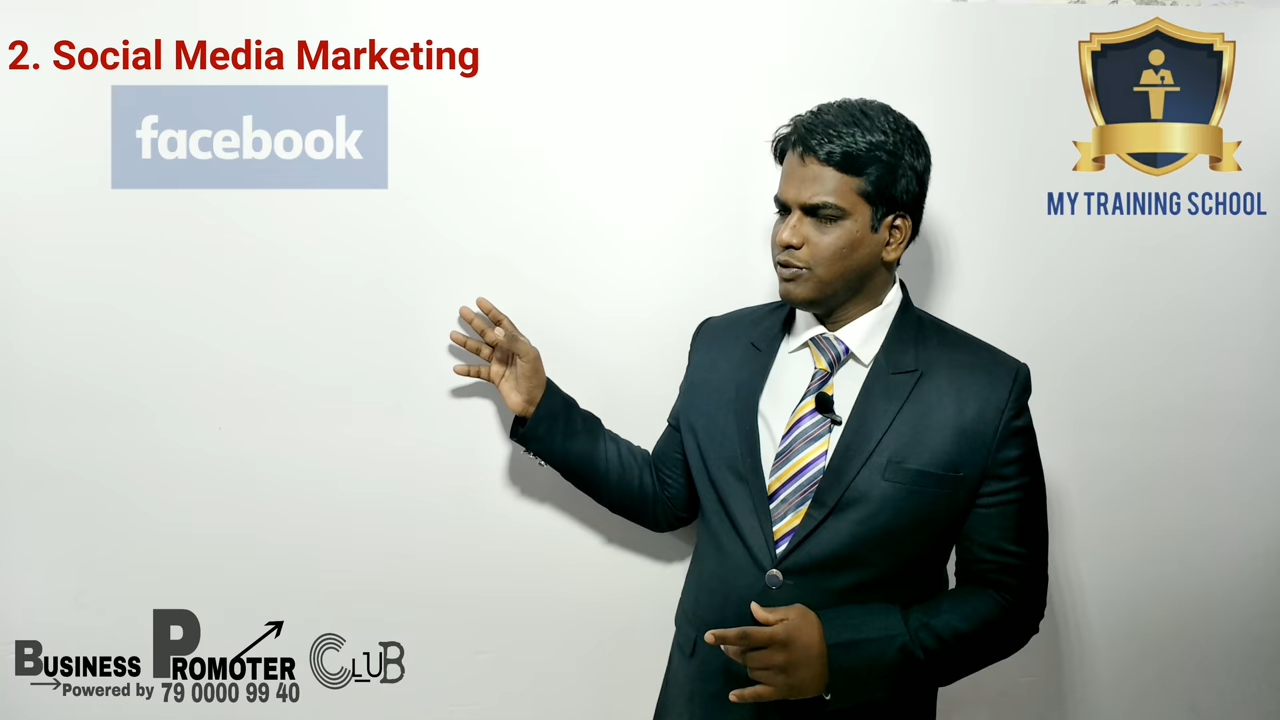 2. Social Media Marketing
facebook
MY TRAINING SCHOOL
BUSINESS PROMOTER CLUB
Powered by 79 0000 99 40